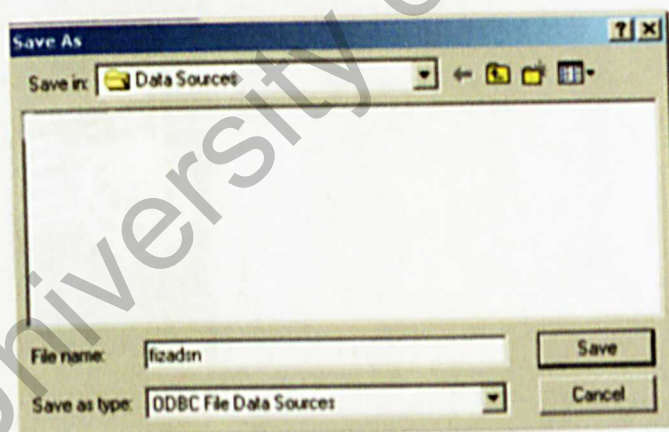 Save As
Save in: Data Sources
File name: fizadsn
Save
Save as type: ODBC File Data Sources
Cancel